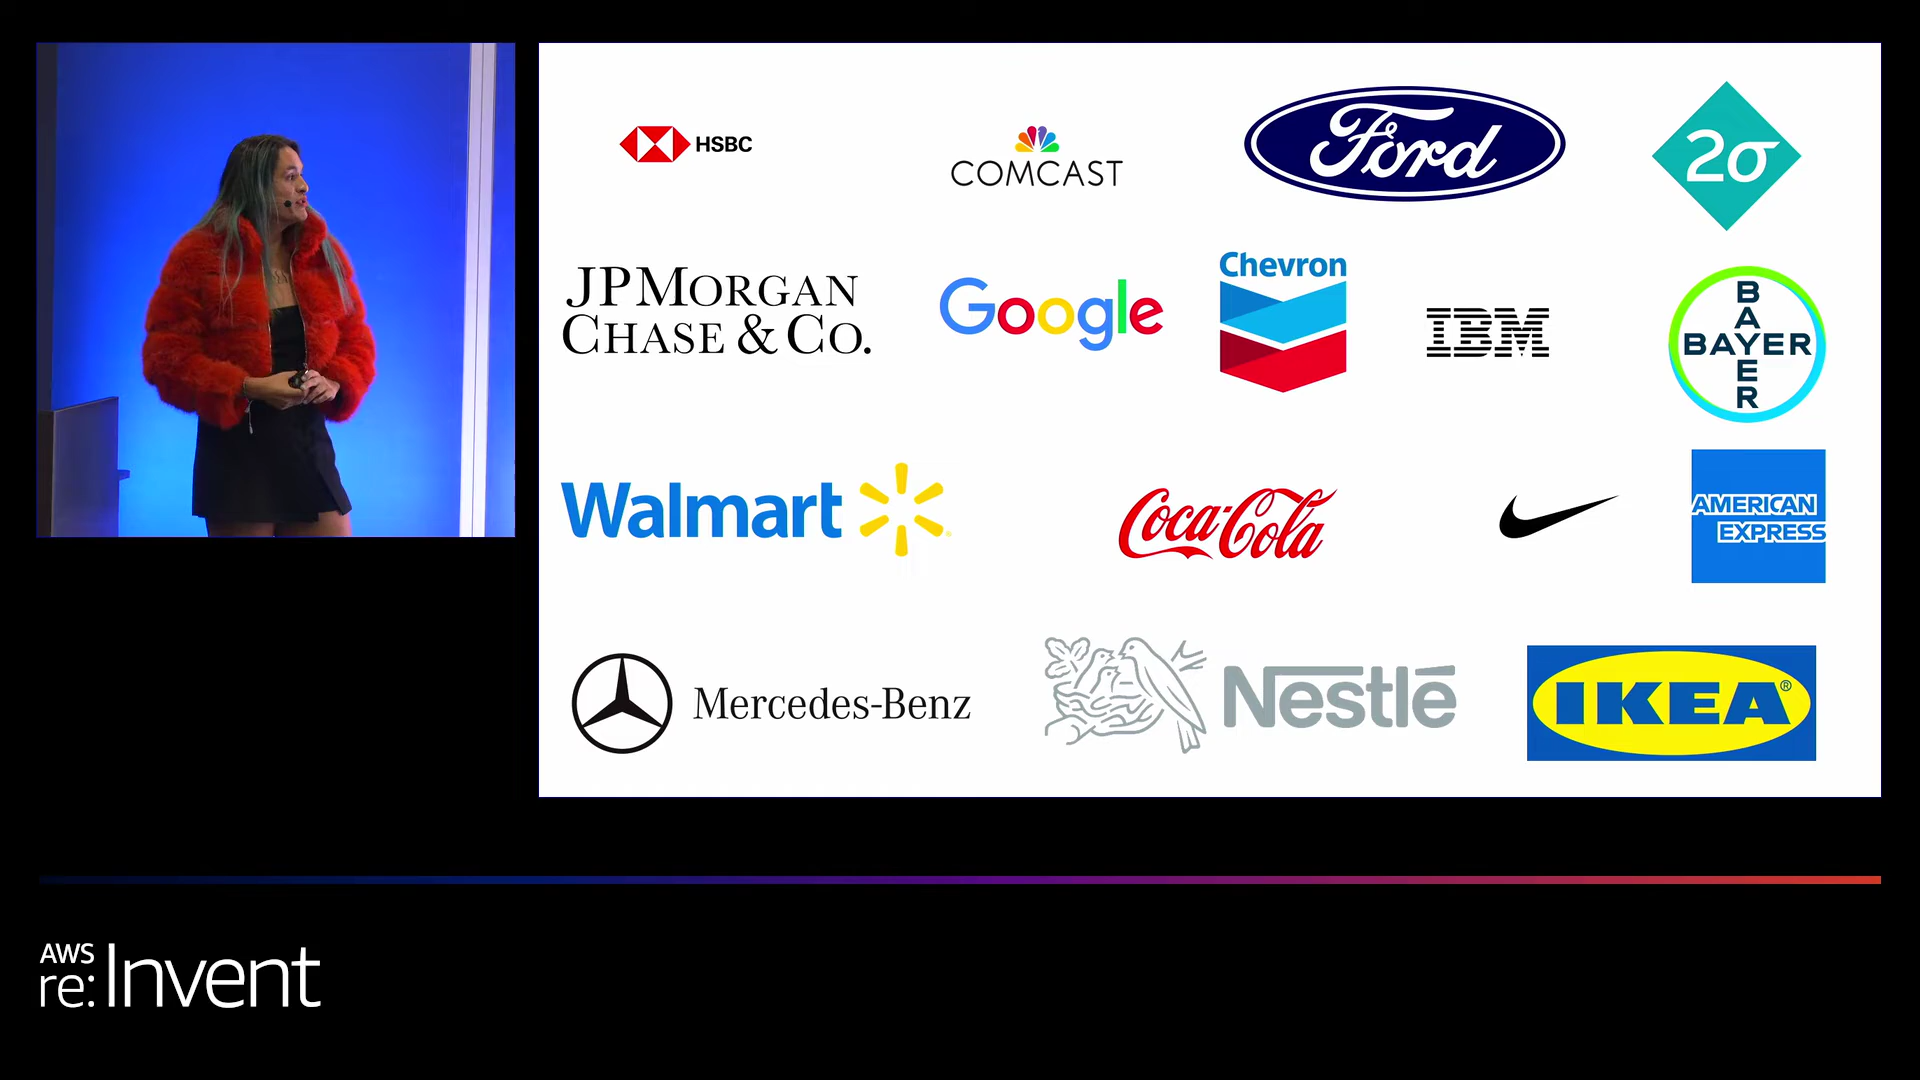 HSBC
COMCAST
Ford
2σ
JPMORGAN
CHASE & CO.
Google
Chevron
IBM
BAYER
BAYER
Walmart
Coca-Cola
AMERICAN
EXPRESS
Mercedes-Benz
Nestlé
IKEA®
AWS
re:Invent